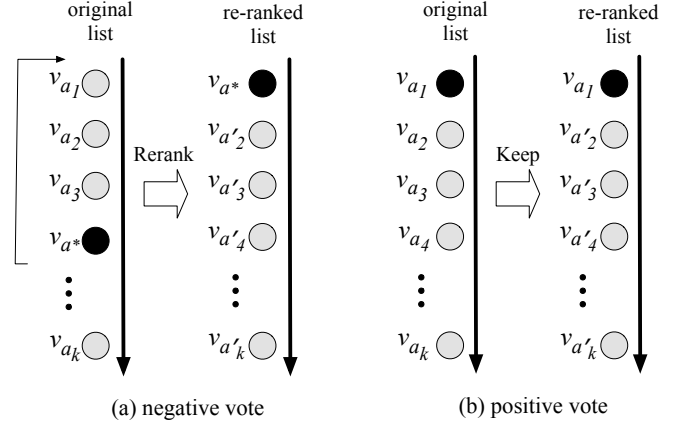 original
list
re-ranked
list
v_{a_1}
v_{a_2}
v_{a_3}
v_{a*}
v_{a_k}
Rerank
v_{a*}
v_{a'_2}
v_{a'_3}
v_{a'_4}
v_{a'_k}
(a) negative vote
original
list
re-ranked
list
v_{a_1}
v_{a_2}
v_{a_3}
v_{a_4}
v_{a_k}
Keep
v_{a_1}
v_{a'_2}
v_{a'_3}
v_{a'_4}
v_{a'_k}
(b) positive vote